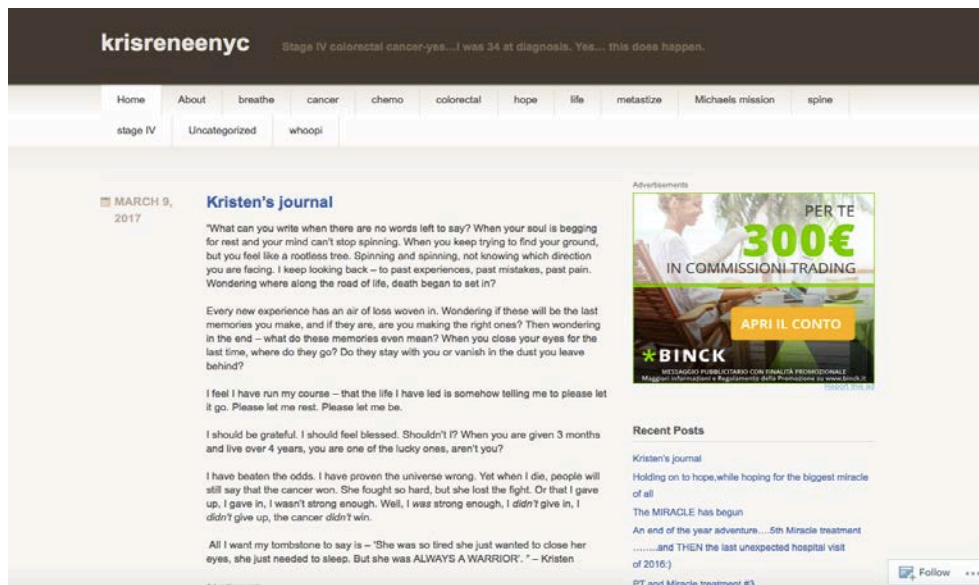 krisreneenyc
Stage IV colorectal cancer-yes...I was 34 at diagnosis. Yes... this does happen.
Home About breathe cancer chemo colorectal hope life metastize Michaels mission spine
stage IV Uncategorized whoopi
MARCH 9,
2017
Kristen's journal
"What can you write when there are no words left to say? When your soul is begging
for rest and your mind can't stop spinning. When you keep trying to find your ground,
but you feel like a rootless tree. Spinning and spinning, not knowing which direction
you are facing. I keep looking back – to past experiences, past mistakes, past pain.
Wondering where along the road of life, death began to set in?
Every new experience has an air of loss woven in. Wondering if these will be the last
memories you make, and if they are, are you making the right ones? Then wondering
in the end – what do these memories even mean? When you close your eyes for the
last time, where do they go? Do they stay with you or vanish in the dust you leave
behind?
I feel I have run my course – that the life I have led is somehow telling me to please let
it go. Please let me rest. Please let me be.
I should be grateful. I should feel blessed. Shouldn't I? When you are given 3 months
and live over 4 years, you are one of the lucky ones, aren't you?
I have beaten the odds. I have proven the universe wrong. Yet when I die, people will
still say that the cancer won. She fought so hard, but she lost the fight. Or that I gave
up, I gave in, I wasn't strong enough. Well, I was strong enough, I didn't give in, I
didn't give up, the cancer didn't win.
All I want my tombstone to say is – 'She was so tired she just wanted to close her
eyes, she just needed to sleep. But she was ALWAYS A WARRIOR'. " – Kristen
Advertisements
PER TE
300€
IN COMMISSIONI TRADING
APRI IL CONTO
BINCK
MESSAGGIO PUBBLICITARIO CON FINALITÀ PROMOZIONALE
Maggiori informazioni e Regolamento della Promozione su www.binck.it
Report this ad
Recent Posts
Kristen's journal
Holding on to hope,while hoping for the biggest miracle
of all
The MIRACLE has begun
An end of the year adventure....5th Miracle treatment
........and THEN the last unexpected hospital visit
of 2016:)
PT and Miracle treatment #3
Follow ...